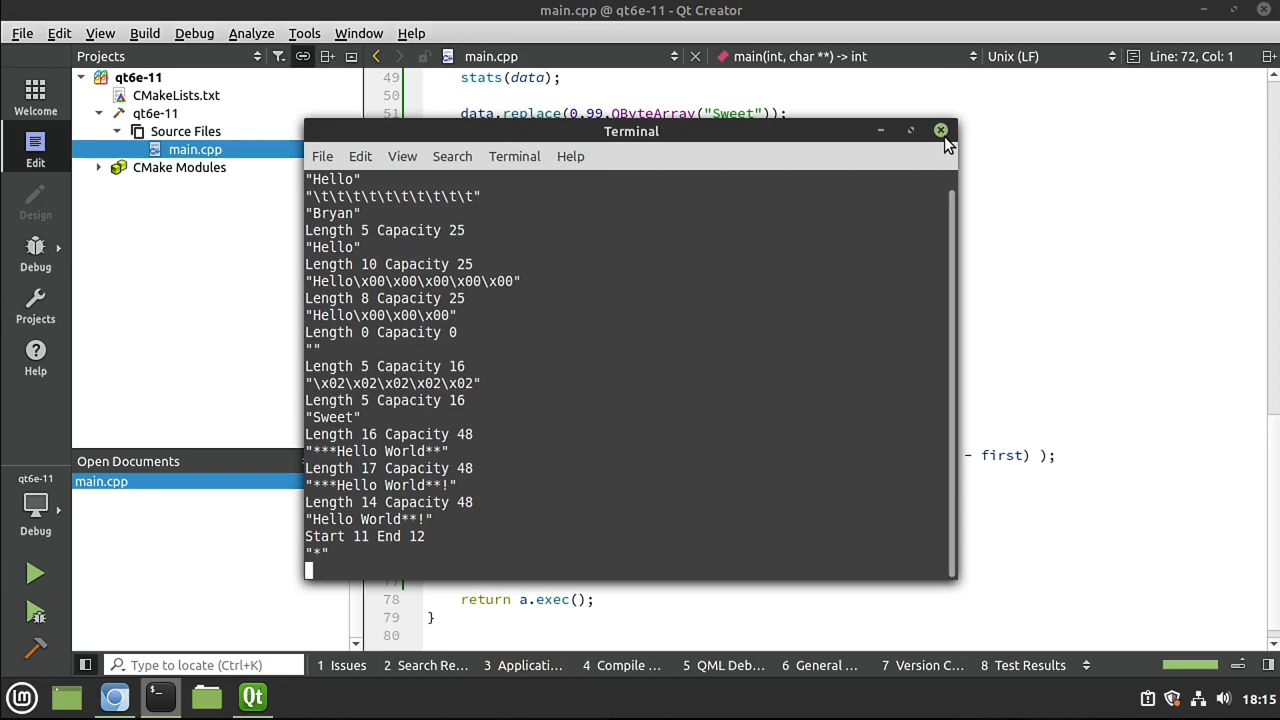 main.cpp @ qt6e-11 - Qt Creator
File Edit View Build Debug Analyze Tools Window Help
Projects main.cpp main(int, char **) -> int Unix (LF) Line: 72, Col: 1
Welcome
Edit
Design
Debug
Projects
Help
qt6e-11
Debug
qt6e-11
CMakeLists.txt
qt6e-11
Source Files
main.cpp
CMake Modules
Open Documents
main.cpp
49 stats(data);
50
51 data.replace(0,99,QByteArray("Sweet"));
Terminal
File Edit View Search Terminal Help
"Hello"
"\t\t\t\t\t\t\t\t\t\t"
"Bryan"
Length 5 Capacity 25
"Hello"
Length 10 Capacity 25
"Hello\x00\x00\x00\x00\x00"
Length 8 Capacity 25
"Hello\x00\x00\x00"
Length 0 Capacity 0
""
Length 5 Capacity 16
"\x02\x02\x02\x02\x02"
Length 5 Capacity 16
"Sweet"
Length 16 Capacity 48
"***Hello World**"
Length 17 Capacity 48
"***Hello World**!"
Length 14 Capacity 48
"Hello World**!"
Start 11 End 12
"*"
- first) );
78 return a.exec();
79 }
80
Type to locate (Ctrl+K) 1 Issues 2 Search Re... 3 Applicati... 4 Compile ... 5 QML Deb... 6 General ... 7 Version C... 8 Test Results
18:15